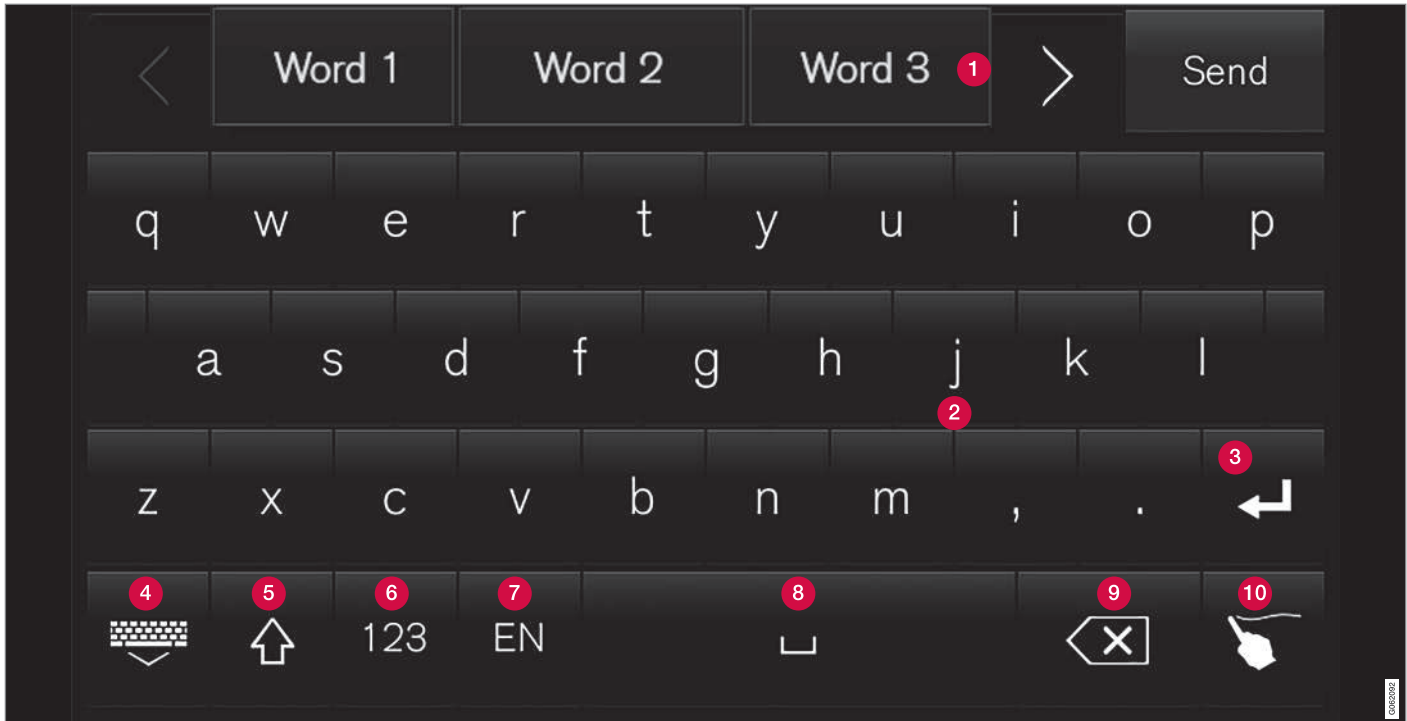 Word 1 Word 2 Word 3 1 Send
q w e r t y u i o p
a s d f g h j k l
2
3
z x c v b n m , .
4 5 6 7 8 9 10
123 EN
G062092